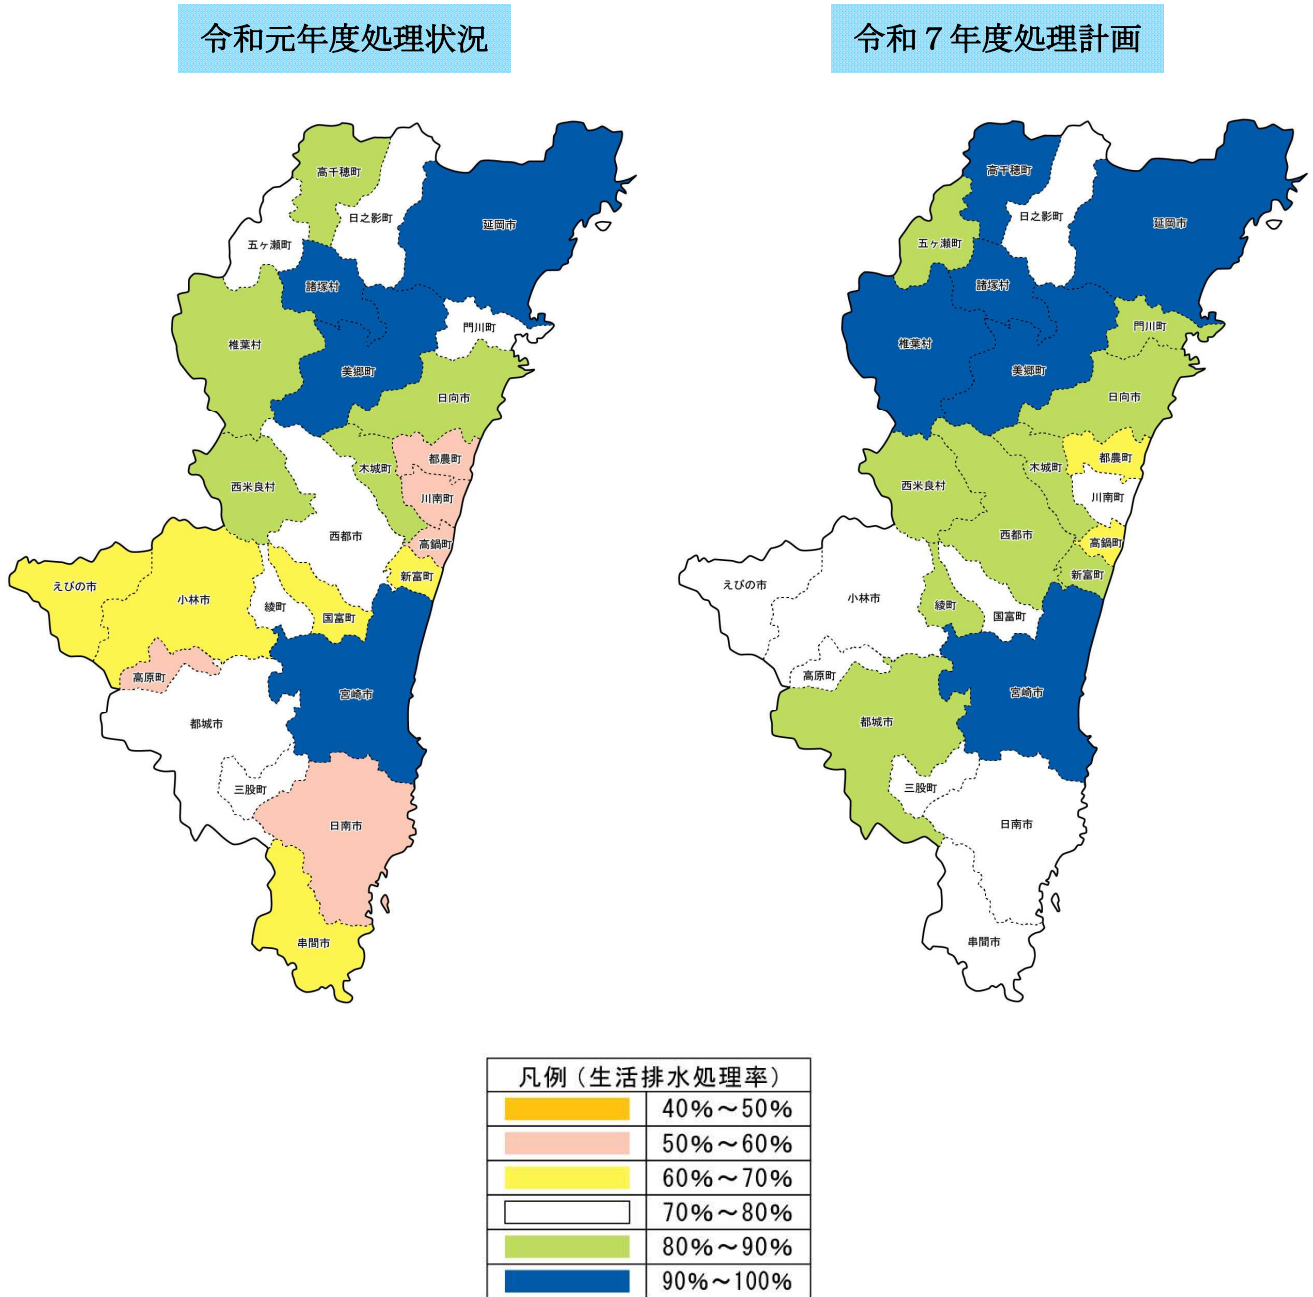 令和元年度処理状況
令和７年度処理計画
高千穂町
日之影町
延岡市
五ヶ瀬町
諸塚村
門川町
椎葉村
美郷町
日向市
都農町
木城町
西米良村
川南町
西都市
高鍋町
新富町
えびの市
小林市
綾町
国富町
高原町
宮崎市
都城市
三股町
日南市
串間市
高千穂町
日之影町
延岡市
五ヶ瀬町
諸塚村
門川町
椎葉村
美郷町
日向市
都農町
木城町
西米良村
川南町
西都市
高鍋町
新富町
えびの市
小林市
綾町
国富町
高原町
宮崎市
都城市
三股町
日南市
串間市
凡例（生活排水処理率）
40%～50%
50%～60%
60%～70%
70%～80%
80%～90%
90%～100%